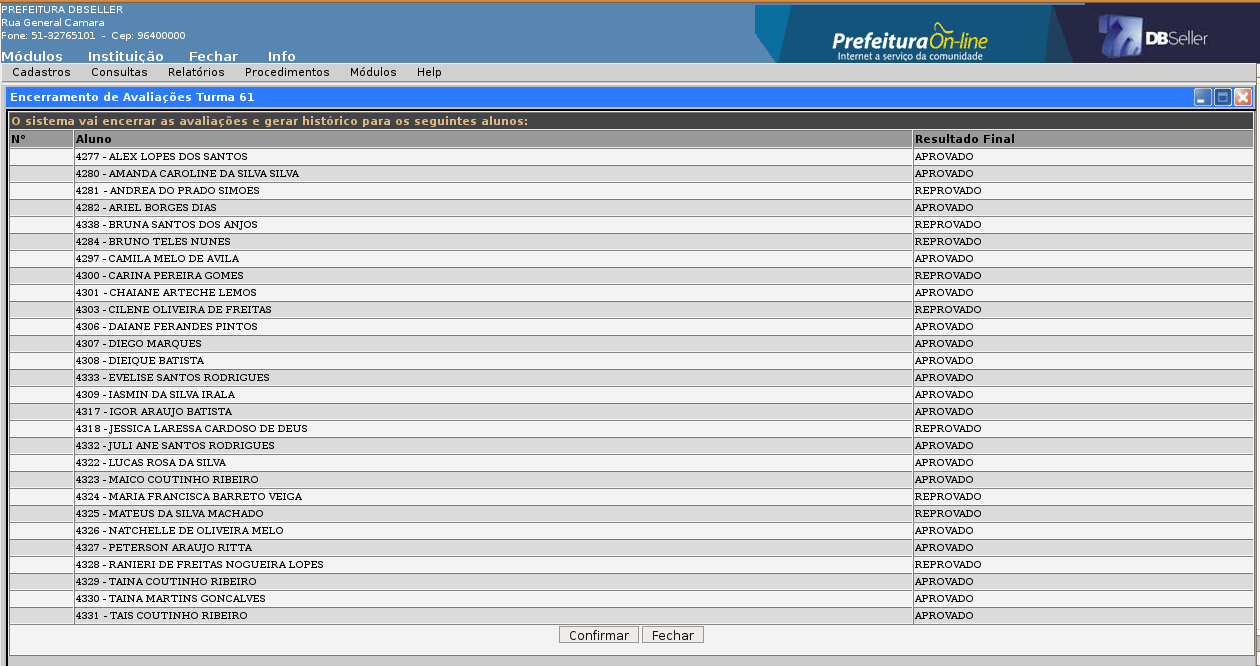 PREFEITURA DBSELLER
Rua General Camara
Fone: 51-32765101 - Cep: 96400000
Módulos Instituição Fechar Info
PrefeituraOn-line
Internet a serviço da comunidade
DBSeller
Cadastros Consultas Relatórios Procedimentos Módulos Help
Encerramento de Avaliações Turma 61
O sistema vai encerrar as avaliações e gerar histórico para os seguintes alunos:
N° Aluno Resultado Final
4277 - ALEX LOPES DOS SANTOS APROVADO
4280 - AMANDA CAROLINE DA SILVA SILVA APROVADO
4281 - ANDREA DO PRADO SIMOES REPROVADO
4282 - ARIEL BORGES DIAS APROVADO
4338 - BRUNA SANTOS DOS ANJOS REPROVADO
4284 - BRUNO TELES NUNES REPROVADO
4297 - CAMILA MELO DE AVILA APROVADO
4300 - CARINA PEREIRA GOMES REPROVADO
4301 - CHAIANE ARTECHE LEMOS APROVADO
4303 - CILENE OLIVEIRA DE FREITAS REPROVADO
4306 - DAIANE FERANDES PINTOS APROVADO
4307 - DIEGO MARQUES APROVADO
4308 - DIEIQUE BATISTA APROVADO
4333 - EVELISE SANTOS RODRIGUES APROVADO
4309 - IASMIN DA SILVA IRALA APROVADO
4317 - IGOR ARAUJO BATISTA APROVADO
4318 - JESSICA LARESSA CARDOSO DE DEUS REPROVADO
4332 - JULI ANE SANTOS RODRIGUES APROVADO
4322 - LUCAS ROSA DA SILVA APROVADO
4323 - MAICO COUTINHO RIBEIRO APROVADO
4324 - MARIA FRANCISCA BARRETO VEIGA REPROVADO
4325 - MATEUS DA SILVA MACHADO REPROVADO
4326 - NATCHELLE DE OLIVEIRA MELO APROVADO
4327 - PETERSON ARAUJO RITTA APROVADO
4328 - RANIERI DE FREITAS NOGUEIRA LOPES REPROVADO
4329 - TAINA COUTINHO RIBEIRO APROVADO
4330 - TAINA MARTINS GONCALVES APROVADO
4331 - TAIS COUTINHO RIBEIRO APROVADO
Confirmar Fechar